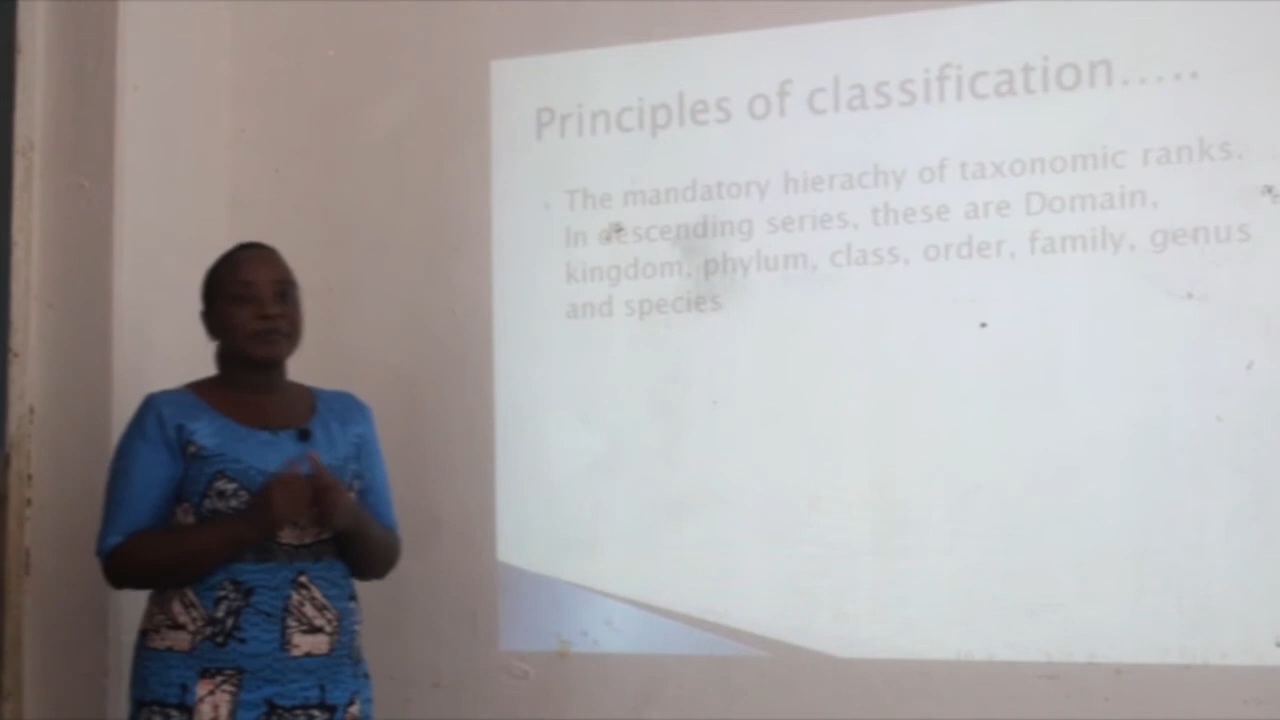 Principles of classification.....
The mandatory hierachy of taxonomic ranks.
In descending series, these are Domain,
kingdom, phylum, class, order, family, genus
and species